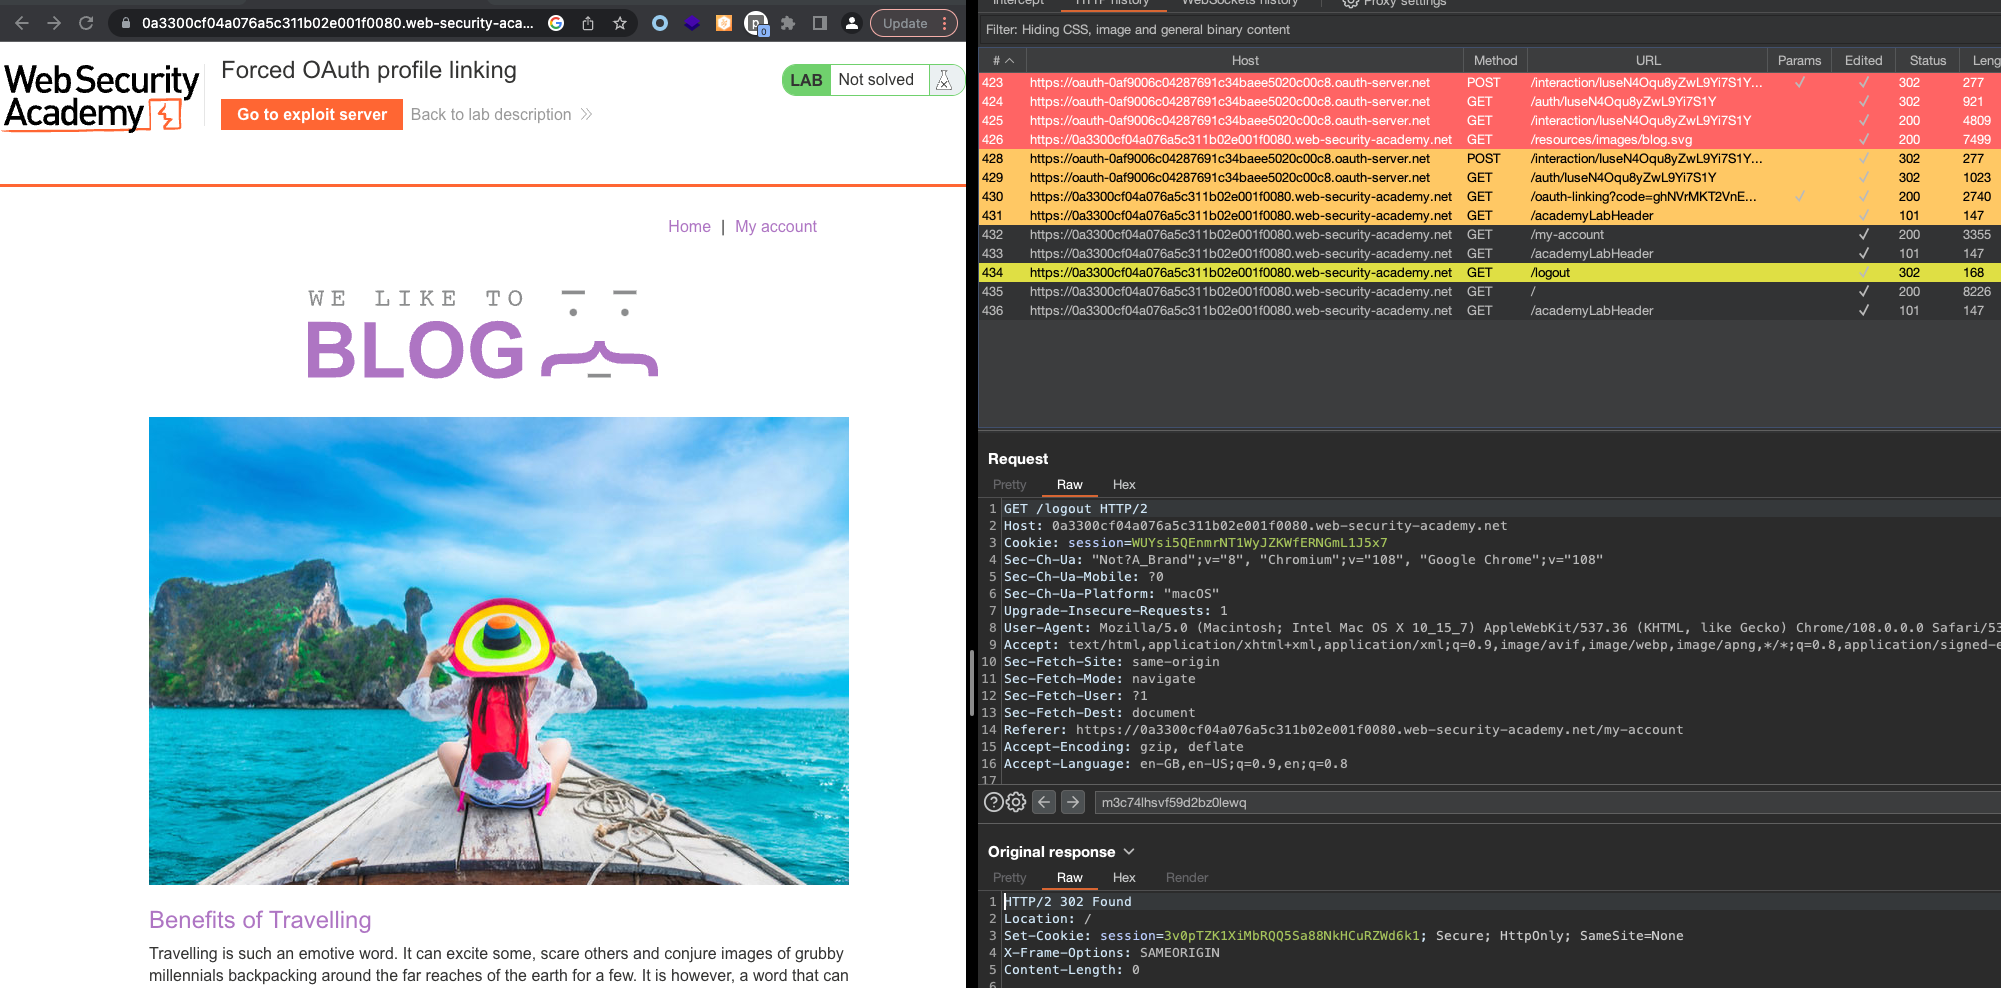 0a3300cf04a076a5c311b02e001f0080.web-security-aca...
Update
Web Security
Academy
Forced OAuth profile linking
Go to exploit server
Back to lab description
LAB
Not solved
Home | My account
WE LIKE TO
BLOG
Benefits of Travelling
Travelling is such an emotive word. It can excite some, scare others and conjure images of grubby
millennials backpacking around the far reaches of the earth for a few. It is however, a word that can
Intercept HTTP history WebSockets history Proxy settings
Filter: Hiding CSS, image and general binary content
# Host Method URL Params Edited Status Leng
423 https://oauth-0af9006c04287691c34baee5020c00c8.oauth-server.net POST /interaction/IuseN4Oqu8yZwL9Yi7S1Y... ✓ ✓ 302 277
424 https://oauth-0af9006c04287691c34baee5020c00c8.oauth-server.net GET /auth/IuseN4Oqu8yZwL9Yi7S1Y ✓ 302 921
425 https://oauth-0af9006c04287691c34baee5020c00c8.oauth-server.net GET /interaction/IuseN4Oqu8yZwL9Yi7S1Y ✓ 200 4809
426 https://0a3300cf04a076a5c311b02e001f0080.web-security-academy.net GET /resources/images/blog.svg ✓ 200 7499
428 https://oauth-0af9006c04287691c34baee5020c00c8.oauth-server.net POST /interaction/IuseN4Oqu8yZwL9Yi7S1Y... ✓ 302 277
429 https://oauth-0af9006c04287691c34baee5020c00c8.oauth-server.net GET /auth/IuseN4Oqu8yZwL9Yi7S1Y ✓ 302 1023
430 https://0a3300cf04a076a5c311b02e001f0080.web-security-academy.net GET /oauth-linking?code=ghNVrMKT2VnE... ✓ ✓ 200 2740
431 https://0a3300cf04a076a5c311b02e001f0080.web-security-academy.net GET /academyLabHeader ✓ 101 147
432 https://0a3300cf04a076a5c311b02e001f0080.web-security-academy.net GET /my-account ✓ 200 3355
433 https://0a3300cf04a076a5c311b02e001f0080.web-security-academy.net GET /academyLabHeader ✓ 101 147
434 https://0a3300cf04a076a5c311b02e001f0080.web-security-academy.net GET /logout ✓ 302 168
435 https://0a3300cf04a076a5c311b02e001f0080.web-security-academy.net GET / ✓ 200 8226
436 https://0a3300cf04a076a5c311b02e001f0080.web-security-academy.net GET /academyLabHeader ✓ 101 147
Request
Pretty Raw Hex
1 GET /logout HTTP/2
2 Host: 0a3300cf04a076a5c311b02e001f0080.web-security-academy.net
3 Cookie: session=WUYsi5QEnmrNT1WyJZKWfERNGmL1J5x7
4 Sec-Ch-Ua: "Not?A_Brand";v="8", "Chromium";v="108", "Google Chrome";v="108"
5 Sec-Ch-Ua-Mobile: ?0
6 Sec-Ch-Ua-Platform: "macOS"
7 Upgrade-Insecure-Requests: 1
8 User-Agent: Mozilla/5.0 (Macintosh; Intel Mac OS X 10_15_7) AppleWebKit/537.36 (KHTML, like Gecko) Chrome/108.0.0.0 Safari/53
9 Accept: text/html,application/xhtml+xml,application/xml;q=0.9,image/avif,image/webp,image/apng,*/*;q=0.8,application/signed-e
10 Sec-Fetch-Site: same-origin
11 Sec-Fetch-Mode: navigate
12 Sec-Fetch-User: ?1
13 Sec-Fetch-Dest: document
14 Referer: https://0a3300cf04a076a5c311b02e001f0080.web-security-academy.net/my-account
15 Accept-Encoding: gzip, deflate
16 Accept-Language: en-GB,en-US;q=0.9,en;q=0.8
17
m3c74lhsvf59d2bz0lewq
Original response
Pretty Raw Hex Render
1 HTTP/2 302 Found
2 Location: /
3 Set-Cookie: session=3v0pTZK1XiMbRQQ5Sa88NkHCuRZWd6k1; Secure; HttpOnly; SameSite=None
4 X-Frame-Options: SAMEORIGIN
5 Content-Length: 0
6